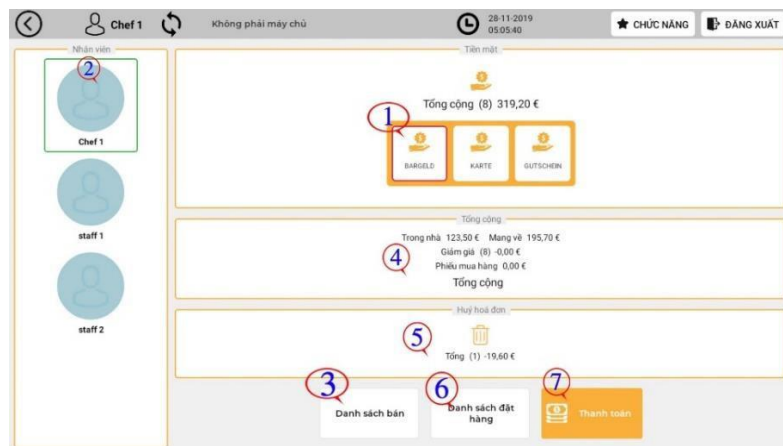 Chef 1
Không phải máy chủ
28-11-2019
05:05:40
CHỨC NĂNG
ĐĂNG XUẤT
Nhân viên
2
Chef 1
staff 1
staff 2
Tiền mặt
Tổng cộng (8) 319,20 €
1
BARGELD
KARTE
GUTSCHEIN
Tổng cộng
Trong nhà 123,50 € Mang về 195,70 €
4
Giảm giá (8) -0,00 €
Phiếu mua hàng 0,00 €
Tổng cộng
Huỷ hoá đơn
5
Tổng (1) -19,60 €
3
Danh sách bán
6
Danh sách đặt
hàng
7
Thanh toán